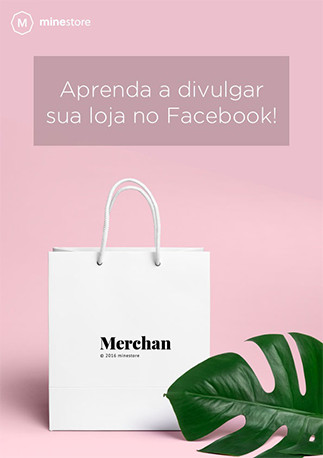 M minestore
Aprenda a divulgar
sua loja no Facebook!
Merchan
© 2016 minestore